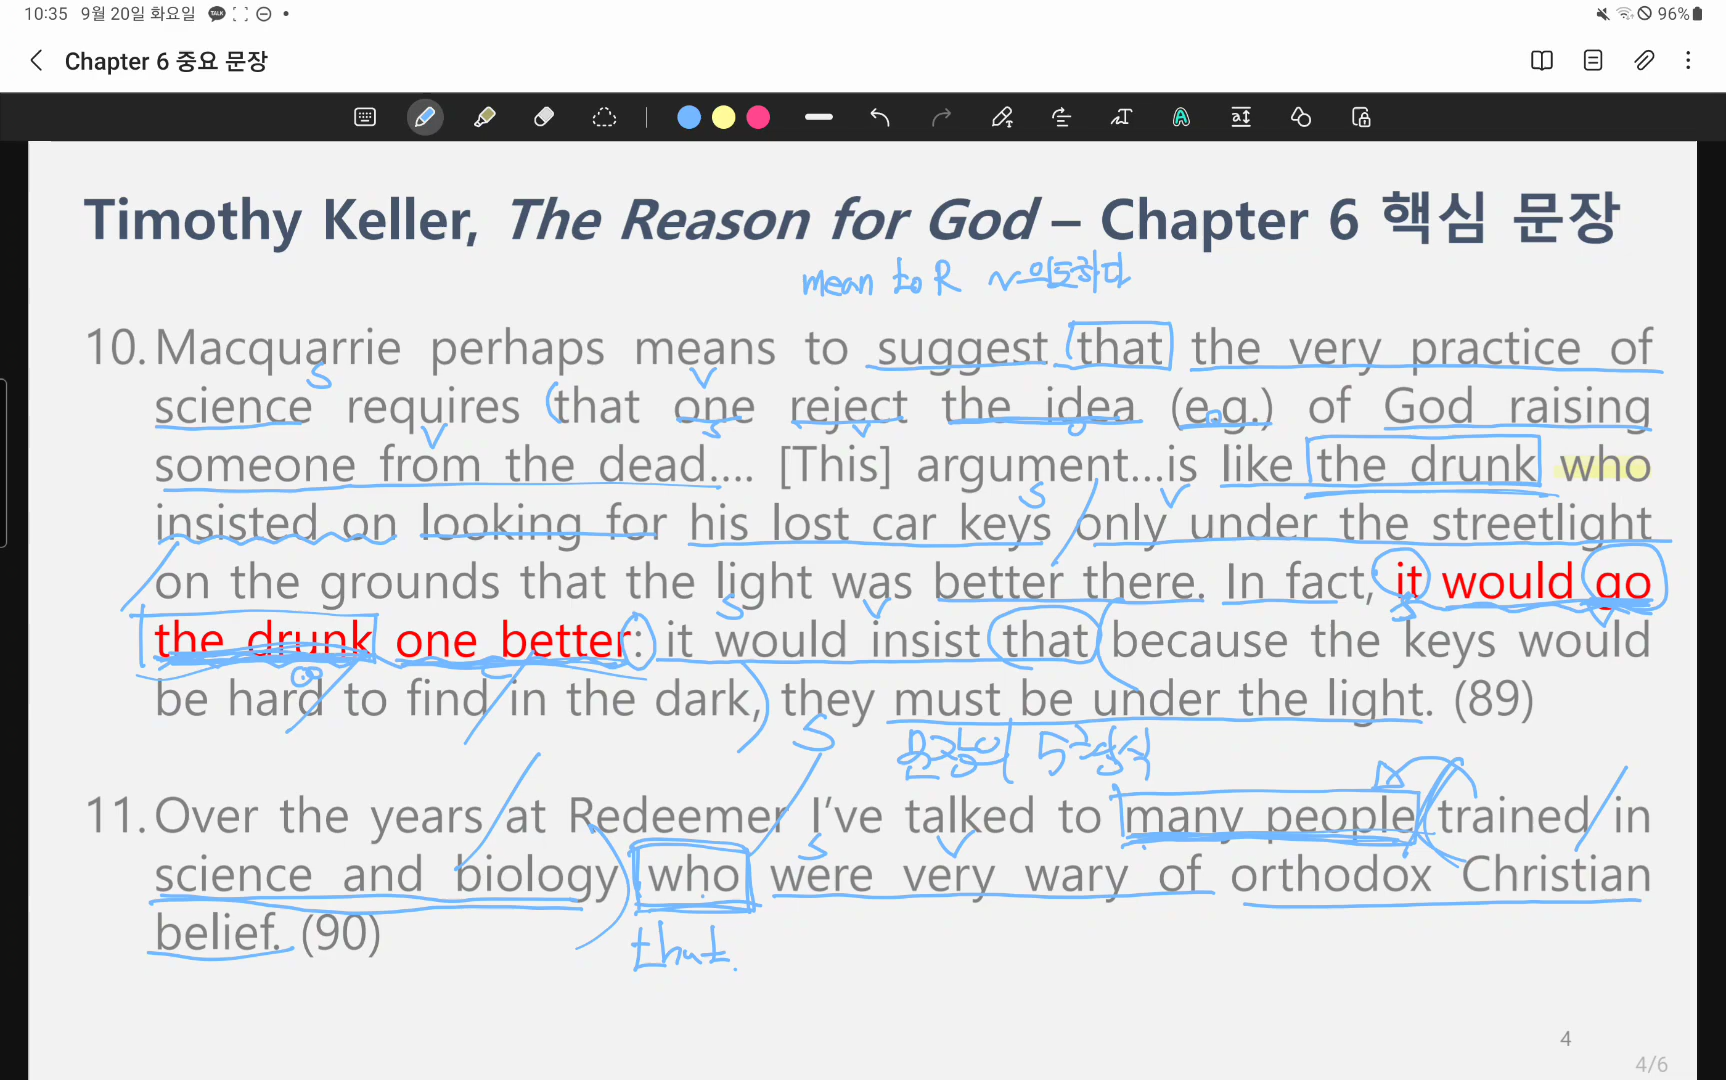 10:35 9월 20일 화요일
96%
Chapter 6 중요 문장
Timothy Keller, The Reason for God – Chapter 6 핵심 문장
mean to R ~의도하다
10. Macquarrie perhaps means to suggest that the very practice of
S V
science requires (that one reject the idea (e.g.) of God raising
V S V o
someone from the dead.... [This] argument...is like the drunk who
S V
insisted on looking for his lost car keys only under the streetlight
on the grounds that the light was better there. In fact, it would go
S V S V
the drunk one better: it would insist that because the keys would
be hard to find in the dark, they must be under the light. (89)
S
문장의 5형식
11. Over the years at Redeemer I've talked to many people trained in
S V
science and biology who were very wary of orthodox Christian
belief. (90)
that.
4
4/6